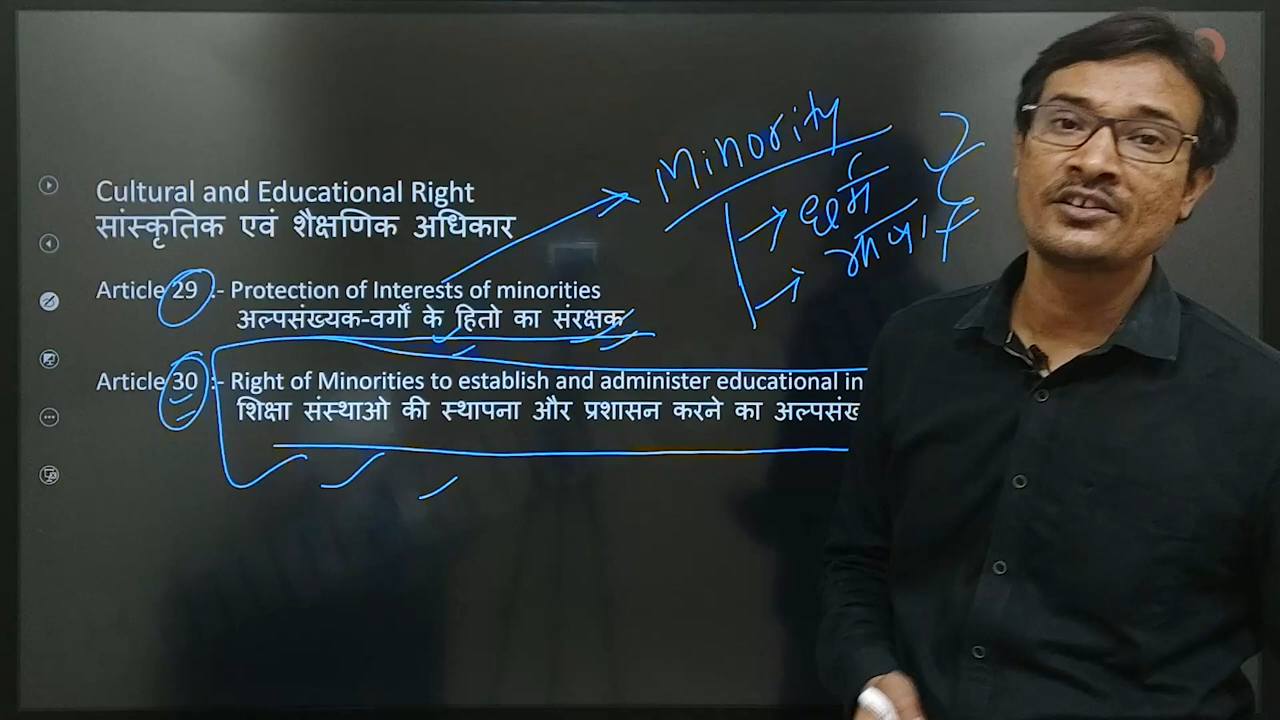 Cultural and Educational Right
सांस्कृतिक एवं शैक्षणिक अधिकार
Article 29 :- Protection of Interests of minorities
अल्पसंख्यक-वर्गों के हितो का संरक्षक
Article 30 :- Right of Minorities to establish and administer educational in
शिक्षा संस्थाओ की स्थापना और प्रशासन करने का अल्पसंख
Minority
धर्म
भाषा